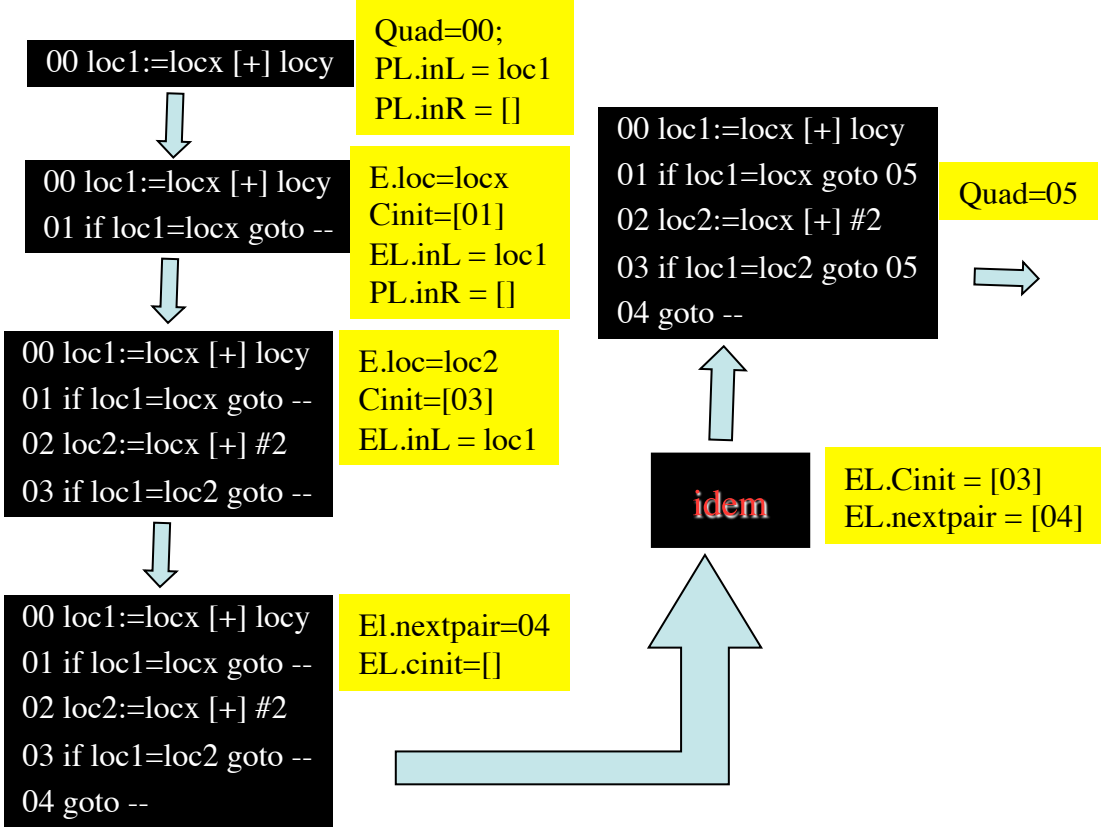 00 loc1:=locx [+] locy
Quad=00;
PL.inL = loc1
PL.inR = []
00 loc1:=locx [+] locy
01 if loc1=locx goto --
E.loc=locx
Cinit=[01]
EL.inL = loc1
PL.inR = []
00 loc1:=locx [+] locy
01 if loc1=locx goto --
02 loc2:=locx [+] #2
03 if loc1=loc2 goto --
E.loc=loc2
Cinit=[03]
EL.inL = loc1
00 loc1:=locx [+] locy
01 if loc1=locx goto --
02 loc2:=locx [+] #2
03 if loc1=loc2 goto --
04 goto --
El.nextpair=04
EL.cinit=[]
idem
EL.Cinit = [03]
EL.nextpair = [04]
00 loc1:=locx [+] locy
01 if loc1=locx goto 05
02 loc2:=locx [+] #2
03 if loc1=loc2 goto 05
04 goto --
Quad=05